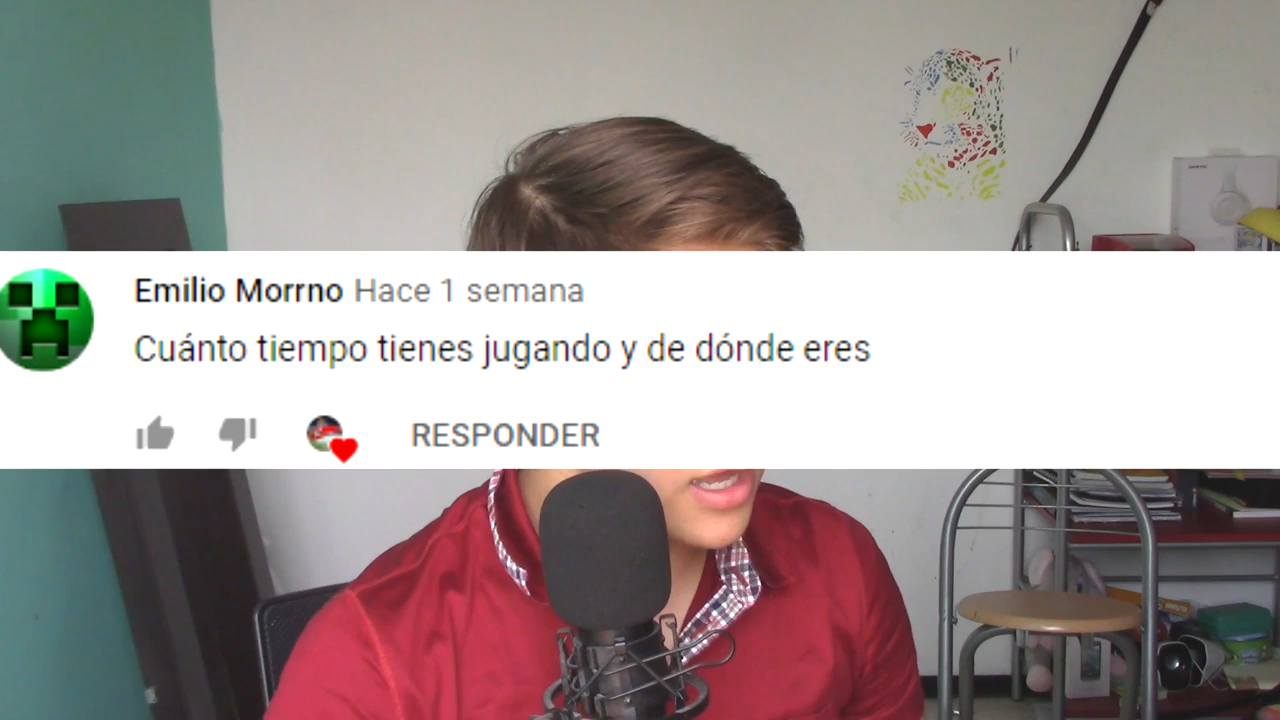 Emilio Morrno Hace 1 semana
Cuánto tiempo tienes jugando y de dónde eres
RESPONDER